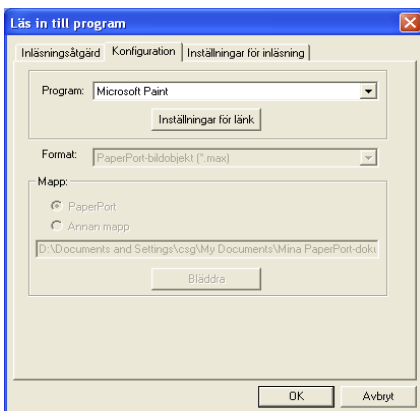 Läs in till program
Inläsningsåtgärd Konfiguration Inställningar för inläsning
Program: Microsoft Paint
Inställningar för länk
Format: PaperPort-bildobjekt (*.max)
Mapp:
PaperPort
Annan mapp
D:\Documents and Settings\csg\My Documents\Mina PaperPort-doku
Bläddra
OK Avbryt